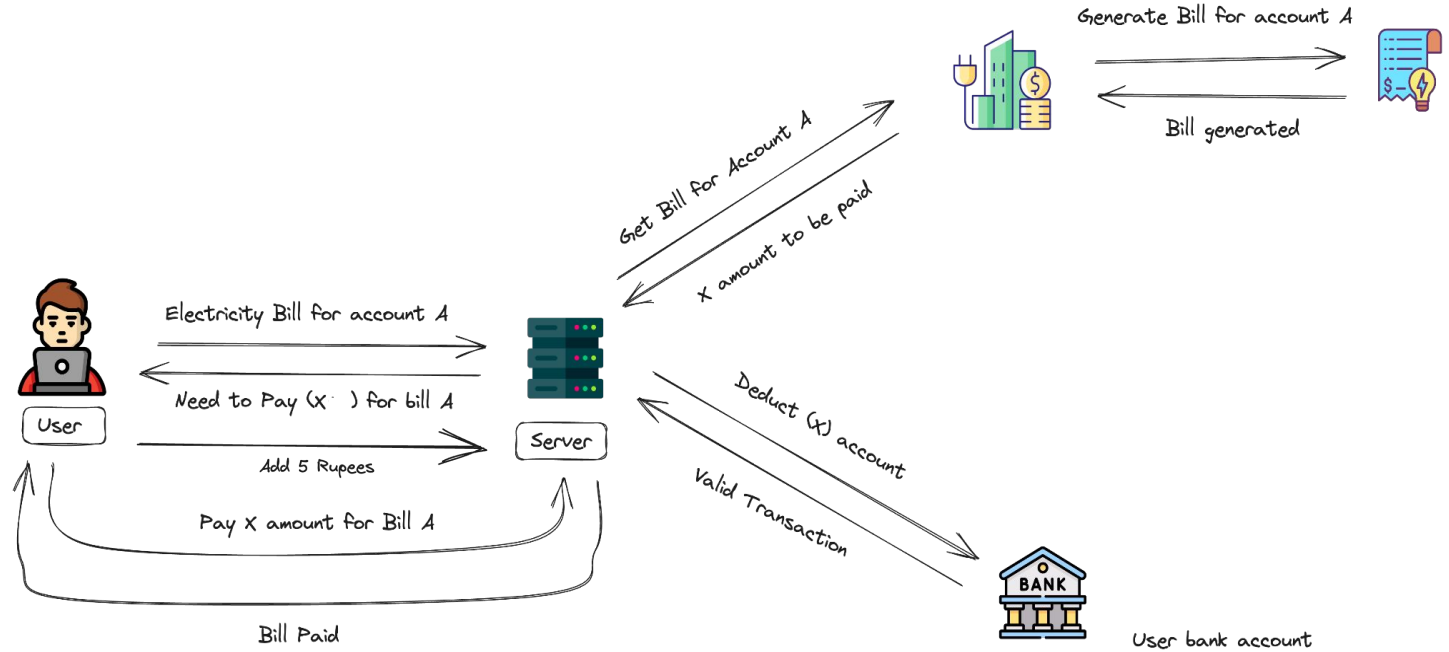 Generate Bill for account A
Bill generated
Get Bill for Account A
X amount to be paid
Electricity Bill for account A
Need to Pay (X ) for bill A
User
Server
Add 5 Rupees
Pay X amount for Bill A
Bill Paid
Deduct (X) account
Valid Transaction
BANK
User bank account
$
$